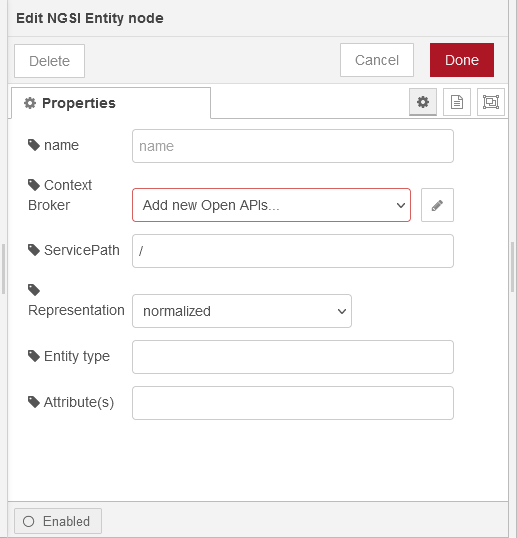 Edit NGSI Entity node
Delete
Cancel
Done
Properties
name
name
Context
Broker
Add new Open APIs...
ServicePath
/
Representation
normalized
Entity type
Attribute(s)
Enabled